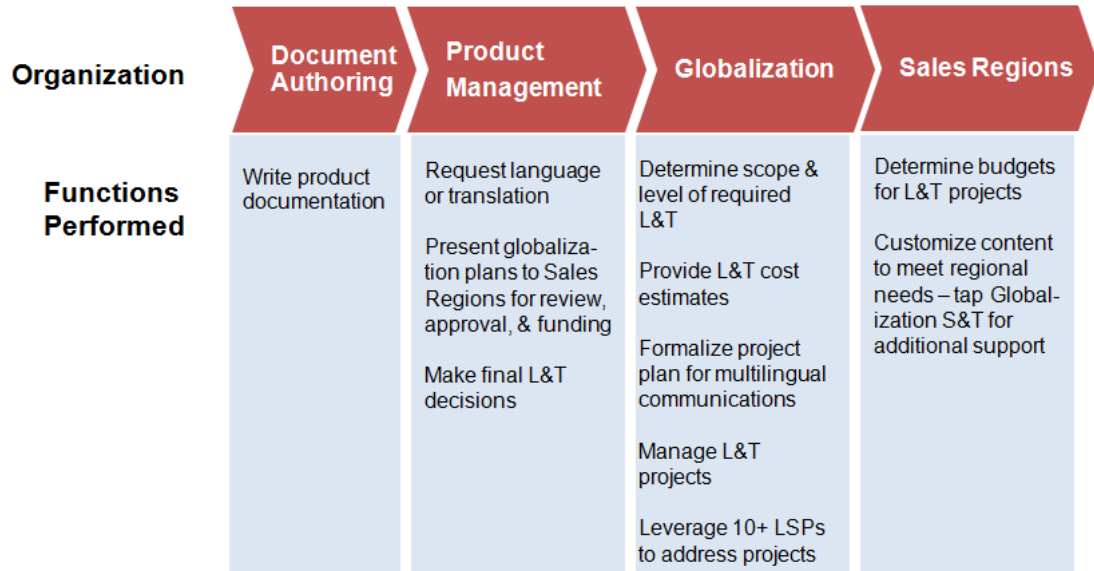 Organization
Document
Authoring
Product
Management
Globalization
Sales Regions
Functions
Performed
Write product
documentation
Request language
or translation
Present globaliza-
tion plans to Sales
Regions for review,
approval, & funding
Make final L&T
decisions
Determine scope &
level of required
L&T
Provide L&T cost
estimates
Formalize project
plan for multilingual
communications
Manage L&T
projects
Leverage 10+ LSPs
to address projects
Determine budgets
for L&T projects
Customize content
to meet regional
needs – tap Global-
ization S&T for
additional support